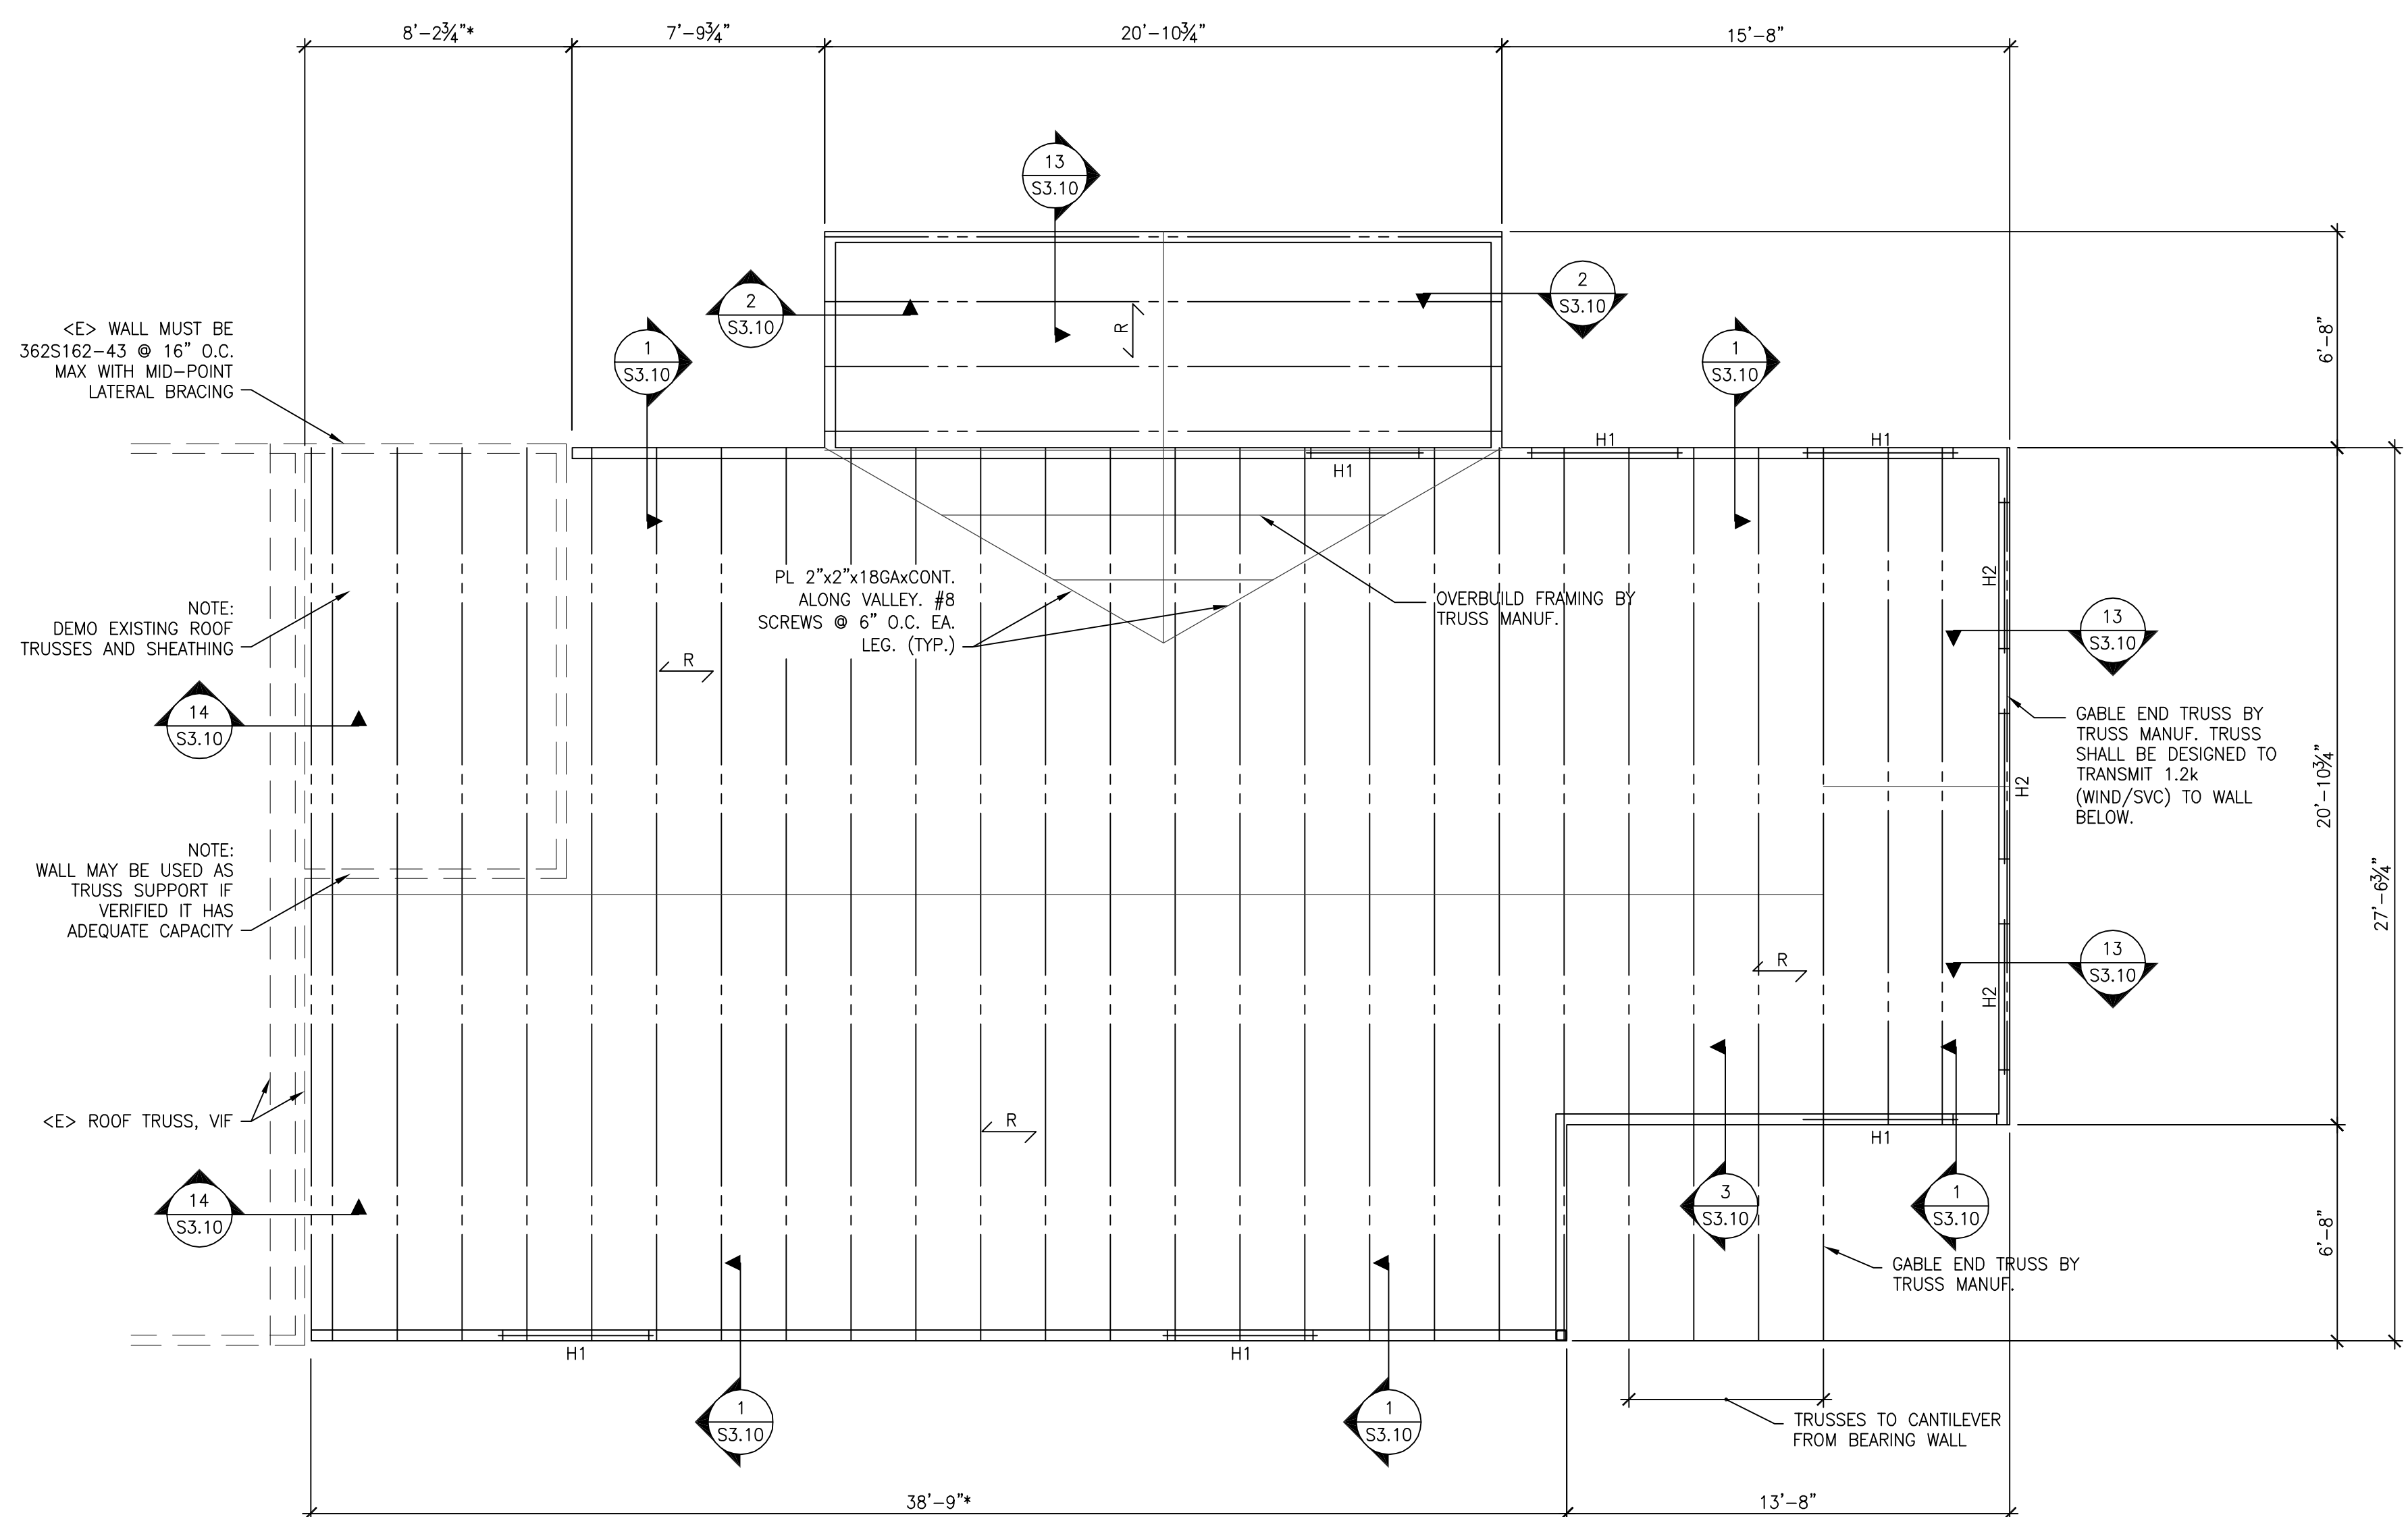 8'-2¾"*
7'-9¾"
20'-10¾"
15'-8"
13
S3.10
2
S3.10
2
S3.10
1
S3.10
1
S3.10
6'-8"
<E> WALL MUST BE
362S162-43 @ 16" O.C.
MAX WITH MID-POINT
LATERAL BRACING
H1
H1
H1
R
NOTE:
DEMO EXISTING ROOF
TRUSSES AND SHEATHING
PL 2"x2"x18GAxCONT.
ALONG VALLEY. #8
SCREWS @ 6" O.C. EA.
LEG. (TYP.)
OVERBUILD FRAMING BY
TRUSS MANUF.
H2
13
S3.10
R
14
S3.10
GABLE END TRUSS BY
TRUSS MANUF. TRUSS
SHALL BE DESIGNED TO
TRANSMIT 1.2k
(WIND/SVC) TO WALL
BELOW.
H2
20'-10¾"
27'-6¾"
NOTE:
WALL MAY BE USED AS
TRUSS SUPPORT IF
VERIFIED IT HAS
ADEQUATE CAPACITY
R
13
S3.10
H2
<E> ROOF TRUSS, VIF
R
H1
14
S3.10
3
S3.10
1
S3.10
6'-8"
GABLE END TRUSS BY
TRUSS MANUF.
H1
H1
1
S3.10
1
S3.10
TRUSSES TO CANTILEVER
FROM BEARING WALL
38'-9"*
13'-8"